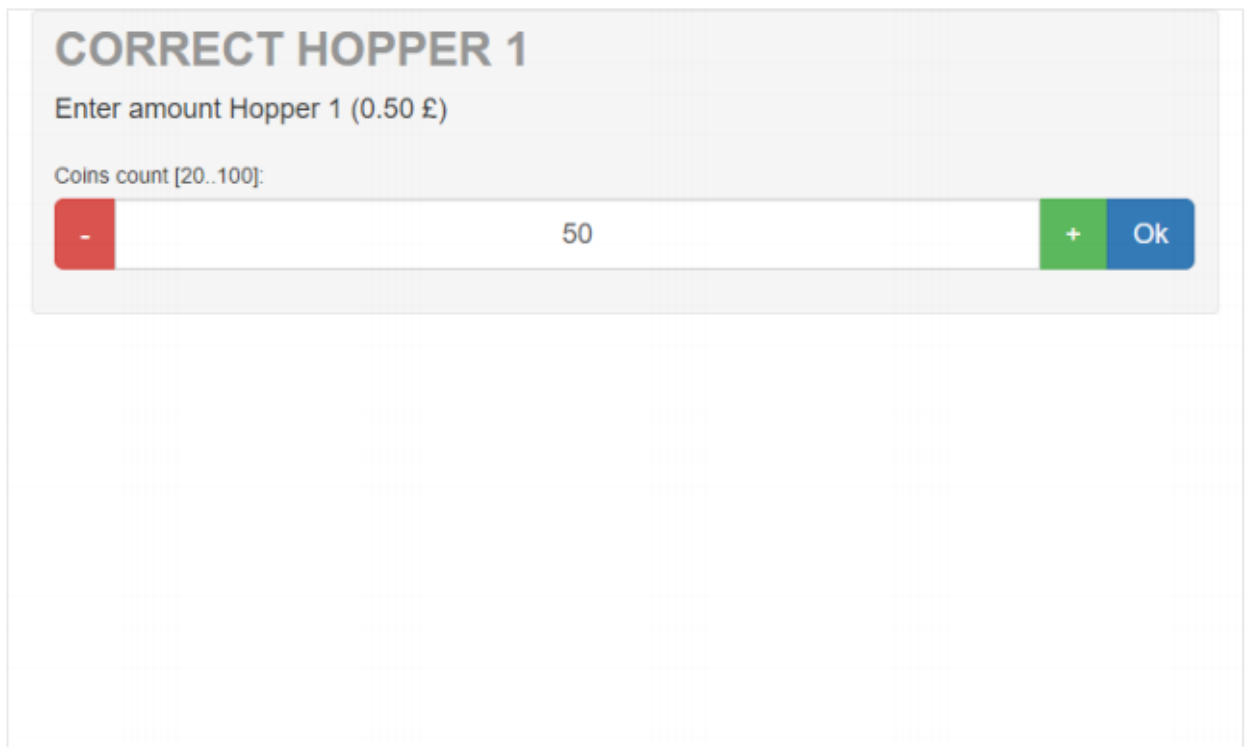 CORRECT HOPPER 1
Enter amount Hopper 1 (0.50 £)
Coins count [20..100]:
- 50 + Ok